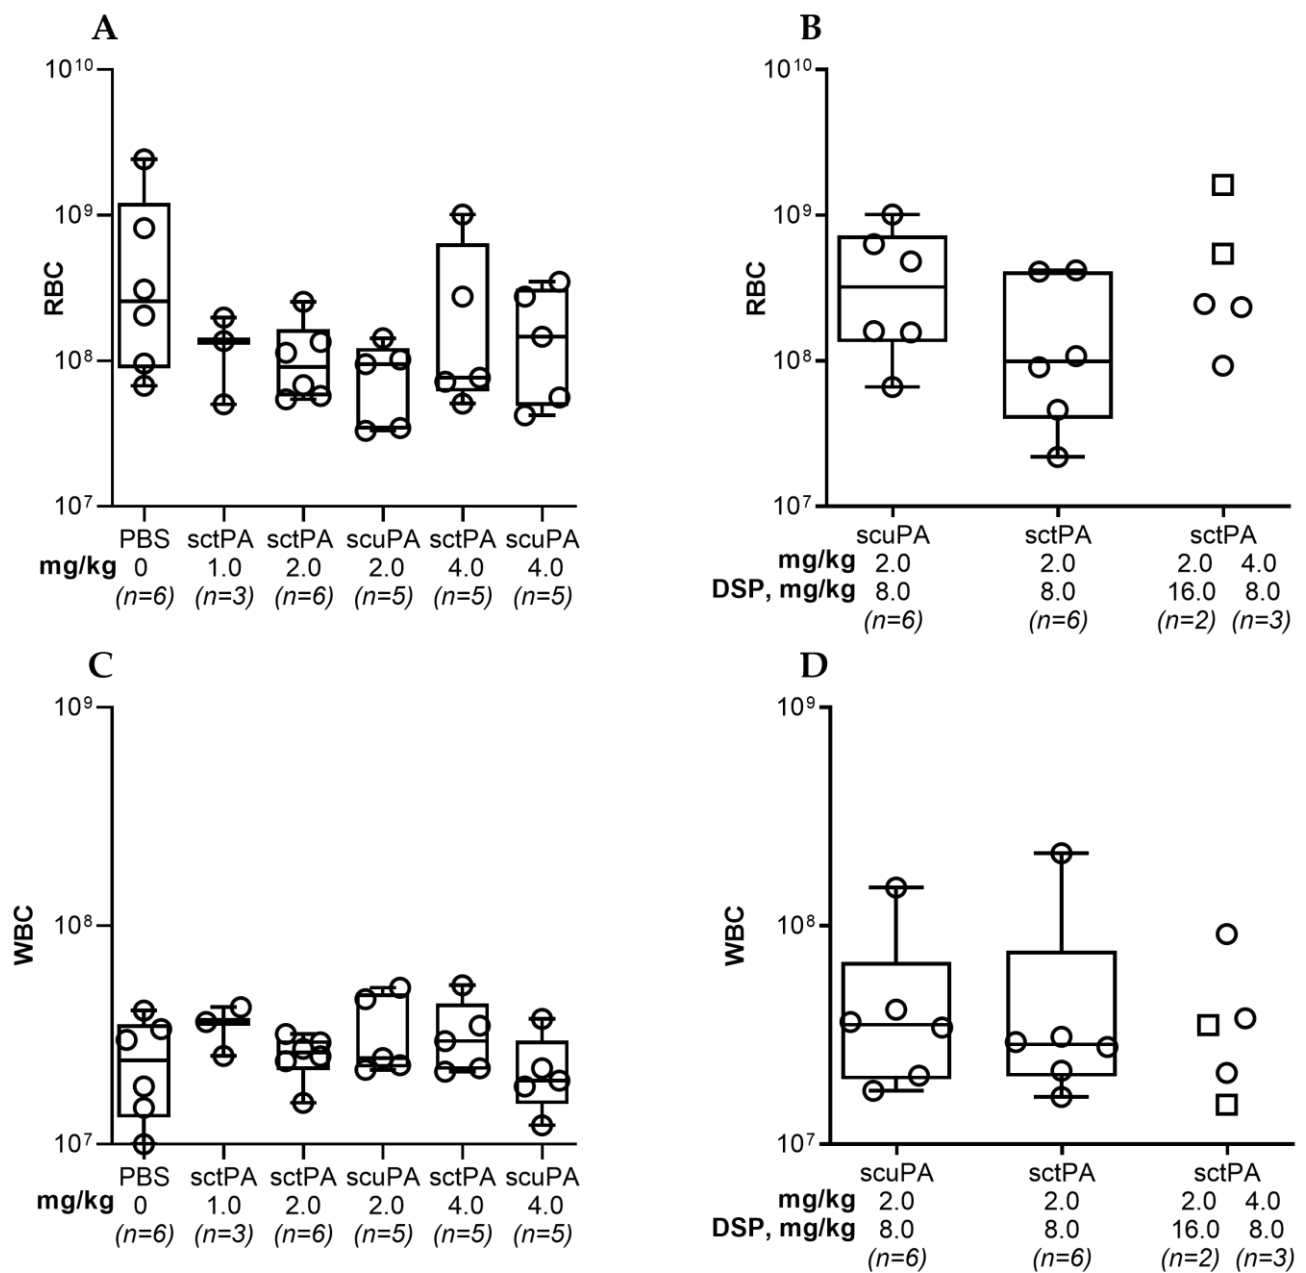 A
10¹⁰
10⁹
10⁸
10⁷
RBC
PBS sctPA sctPA scuPA sctPA scuPA
mg/kg 0 1.0 2.0 2.0 4.0 4.0
(n=6) (n=3) (n=6) (n=5) (n=5) (n=5)
B
10¹⁰
10⁹
10⁸
10⁷
RBC
scuPA sctPA sctPA
mg/kg 2.0 2.0 2.0 4.0
DSP, mg/kg 8.0 8.0 16.0 8.0
(n=6) (n=6) (n=2) (n=3)
C
10⁹
10⁸
10⁷
WBC
PBS sctPA sctPA scuPA sctPA scuPA
mg/kg 0 1.0 2.0 2.0 4.0 4.0
(n=6) (n=3) (n=6) (n=5) (n=5) (n=5)
D
10⁹
10⁸
10⁷
WBC
scuPA sctPA sctPA
mg/kg 2.0 2.0 2.0 4.0
DSP, mg/kg 8.0 8.0 16.0 8.0
(n=6) (n=6) (n=2) (n=3)